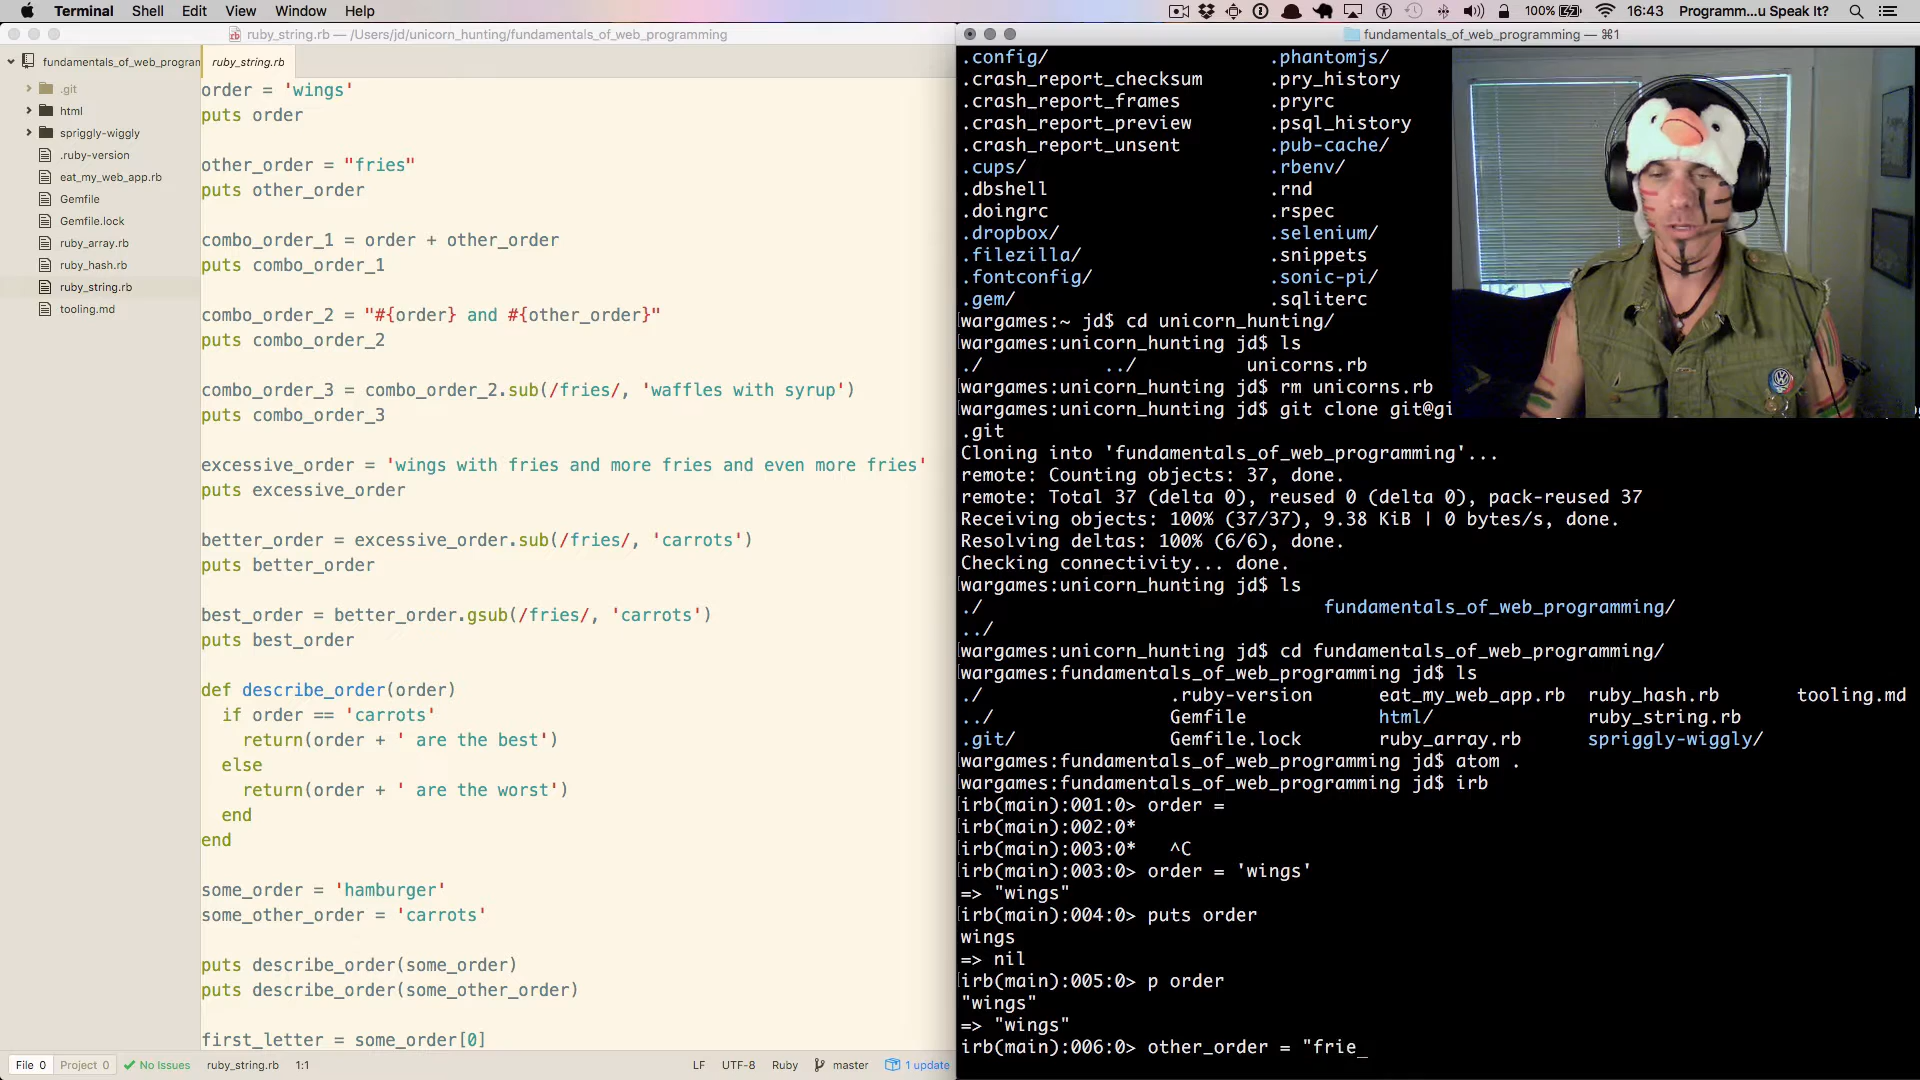 Terminal Shell Edit View Window Help 100% 16:43 Programm...u Speak It?
ruby_string.rb — /Users/jd/unicorn_hunting/fundamentals_of_web_programming
fundamentals_of_web_programming — ⌘1
fundamentals_of_web_program
.git
html
spriggly-wiggly
.ruby-version
eat_my_web_app.rb
Gemfile
Gemfile.lock
ruby_array.rb
ruby_hash.rb
ruby_string.rb
tooling.md
ruby_string.rb
order = 'wings'
puts order
other_order = "fries"
puts other_order
combo_order_1 = order + other_order
puts combo_order_1
combo_order_2 = "#{order} and #{other_order}"
puts combo_order_2
combo_order_3 = combo_order_2.sub(/fries/, 'waffles with syrup')
puts combo_order_3
excessive_order = 'wings with fries and more fries and even more fries'
puts excessive_order
better_order = excessive_order.sub(/fries/, 'carrots')
puts better_order
best_order = better_order.gsub(/fries/, 'carrots')
puts best_order
def describe_order(order)
if order == 'carrots'
return(order + ' are the best')
else
return(order + ' are the worst')
end
end
some_order = 'hamburger'
some_other_order = 'carrots'
puts describe_order(some_order)
puts describe_order(some_other_order)
first_letter = some_order[0]
File 0 Project 0 No Issues ruby_string.rb 1:1 LF UTF-8 Ruby master 1 update
.config/ .phantomjs/
.crash_report_checksum .pry_history
.crash_report_frames .pryrc
.crash_report_preview .psql_history
.crash_report_unsent .pub-cache/
.cups/ .rbenv/
.dbshell .rnd
.doingrc .rspec
.dropbox/ .selenium/
.filezilla/ .snippets
.fontconfig/ .sonic-pi/
.gem/ .sqliterc
wargames:~ jd$ cd unicorn_hunting/
wargames:unicorn_hunting jd$ ls
./ ../ unicorns.rb
wargames:unicorn_hunting jd$ rm unicorns.rb
wargames:unicorn_hunting jd$ git clone git@gi
.git
Cloning into 'fundamentals_of_web_programming'...
remote: Counting objects: 37, done.
remote: Total 37 (delta 0), reused 0 (delta 0), pack-reused 37
Receiving objects: 100% (37/37), 9.38 KiB | 0 bytes/s, done.
Resolving deltas: 100% (6/6), done.
Checking connectivity... done.
wargames:unicorn_hunting jd$ ls
./ fundamentals_of_web_programming/
../
wargames:unicorn_hunting jd$ cd fundamentals_of_web_programming/
wargames:fundamentals_of_web_programming jd$ ls
./ .ruby-version eat_my_web_app.rb ruby_hash.rb tooling.md
../ Gemfile html/ ruby_string.rb
.git/ Gemfile.lock ruby_array.rb spriggly-wiggly/
wargames:fundamentals_of_web_programming jd$ atom .
wargames:fundamentals_of_web_programming jd$ irb
irb(main):001:0> order =
irb(main):002:0*
irb(main):003:0* ^C
irb(main):003:0> order = 'wings'
=> "wings"
irb(main):004:0> puts order
wings
=> nil
irb(main):005:0> p order
"wings"
=> "wings"
irb(main):006:0> other_order = "frie_